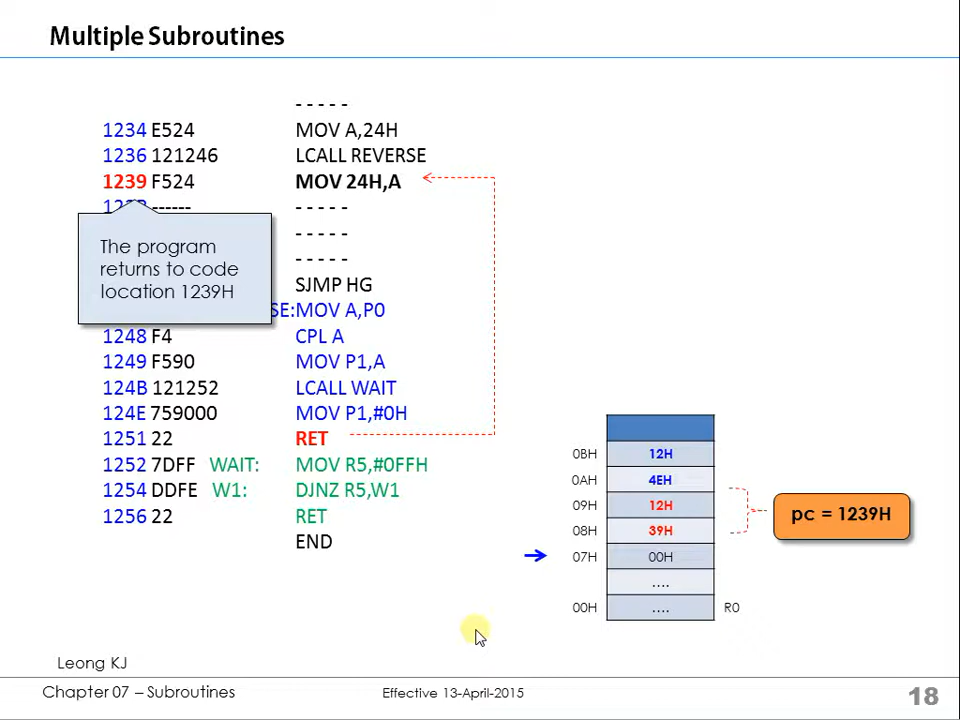 Multiple Subroutines
- - - - -
1234 E524 MOV A,24H
1236 121246 LCALL REVERSE
1239 F524 MOV 24H,A
------ - - - - -
- - - - -
- - - - -
The program
returns to code
location 1239H
SJMP HG
SE:MOV A,P0
1248 F4 CPL A
1249 F590 MOV P1,A
124B 121252 LCALL WAIT
124E 759000 MOV P1,#0H
1251 22 RET
1252 7DFF WAIT: MOV R5,#0FFH
1254 DDFE W1: DJNZ R5,W1
1256 22 RET
END
0BH 12H
0AH 4EH
09H 12H
08H 39H
07H 00H
....
00H .... R0
pc = 1239H
Leong KJ
Chapter 07 – Subroutines Effective 13-April-2015 18